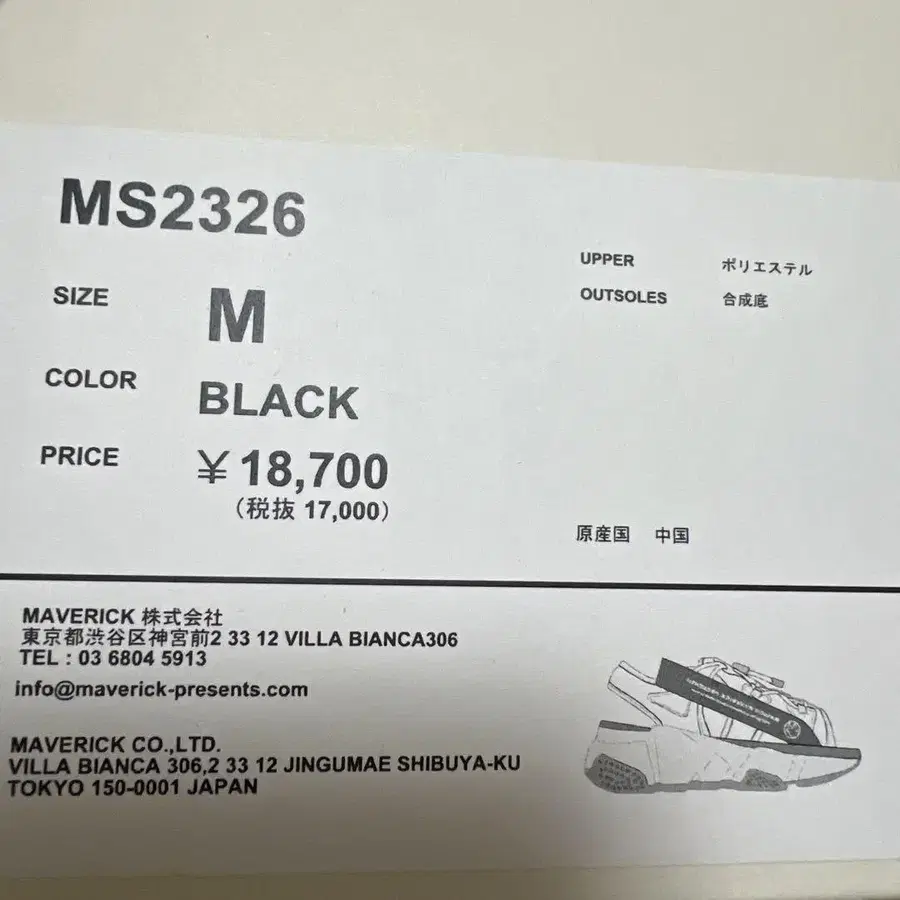 MS2326
SIZE M
COLOR BLACK
PRICE ¥18,700
(税抜 17,000)
UPPER ポリエステル
OUTSOLES 合成底
原産国 中国
MAVERICK 株式会社
東京都渋谷区神宮前2 33 12 VILLA BIANCA306
TEL : 03 6804 5913
info@maverick-presents.com
MAVERICK CO.,LTD.
VILLA BIANCA 306,2 33 12 JINGUMAE SHIBUYA-KU
TOKYO 150-0001 JAPAN